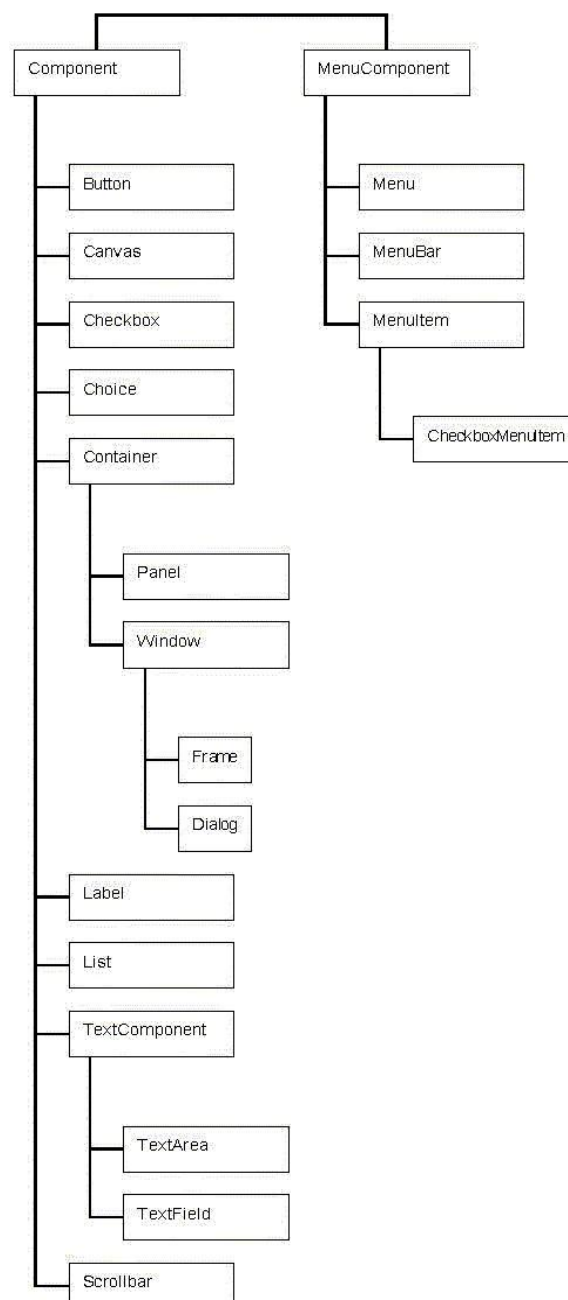 Component
MenuComponent
Button
Menu
Canvas
MenuBar
Checkbox
MenuItem
Choice
CheckboxMenuItem
Container
Panel
Window
Frame
Dialog
Label
List
TextComponent
TextArea
TextField
Scrollbar